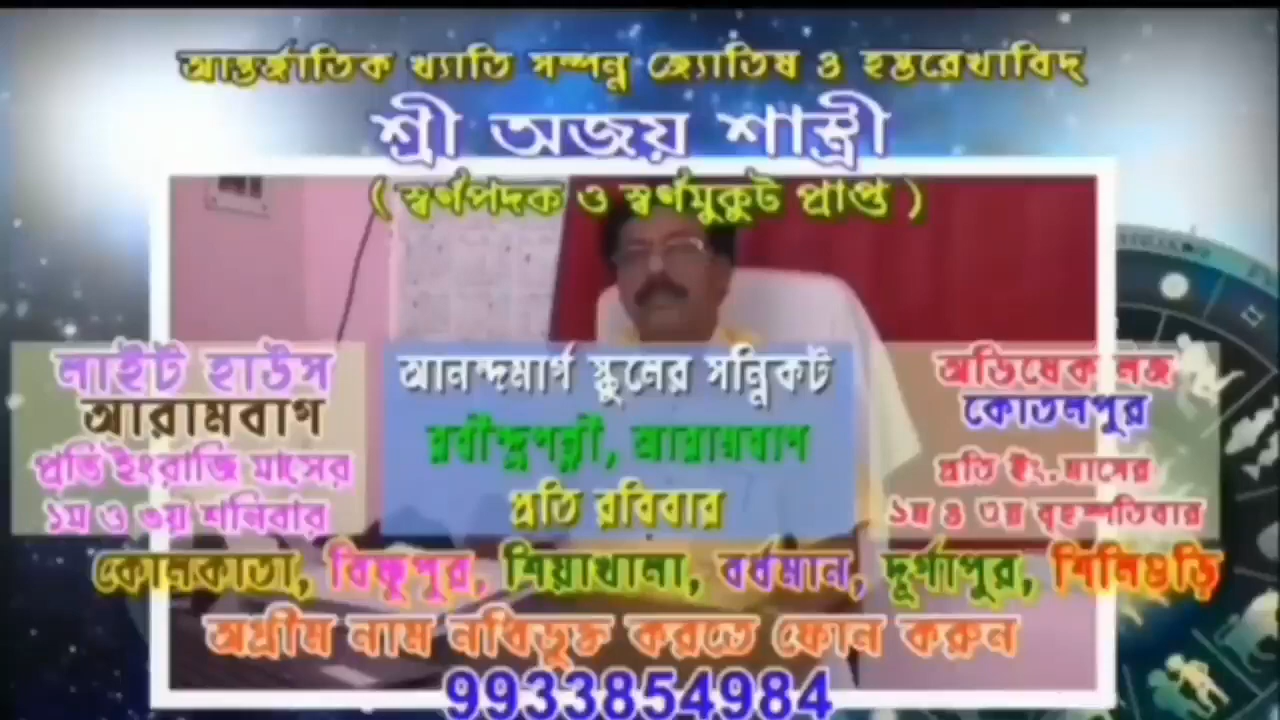 আন্তর্জাতিক খ্যাতি সম্পন্ন জ্যোতিষ ও হস্তরেখাবিদ্
শ্রী অজয় শাস্ত্রী
( স্বর্ণপদক ও স্বর্ণমুকুট প্রাপ্ত )
লাইট হাউস
আরামবাগ
প্রতি ইংরাজি মাসের
১ম ও ৩য় শনিবার
আনন্দমার্গ স্কুলের সন্নিকট
রবীন্দ্রপল্লী, আরামবাগ
প্রতি রবিবার
অভিষেক লজ
কোতলপুর
প্রতি ইং.মাসের
১ম ও ৩য় বৃহস্পতিবার
কোলকাতা, বিষ্ণুপুর, শিয়াখালা, বর্ধমান, দূর্গাপুর, শিলিগুড়ি
অগ্রীম নাম নথিভুক্ত করতে ফোন করুন
9933854984